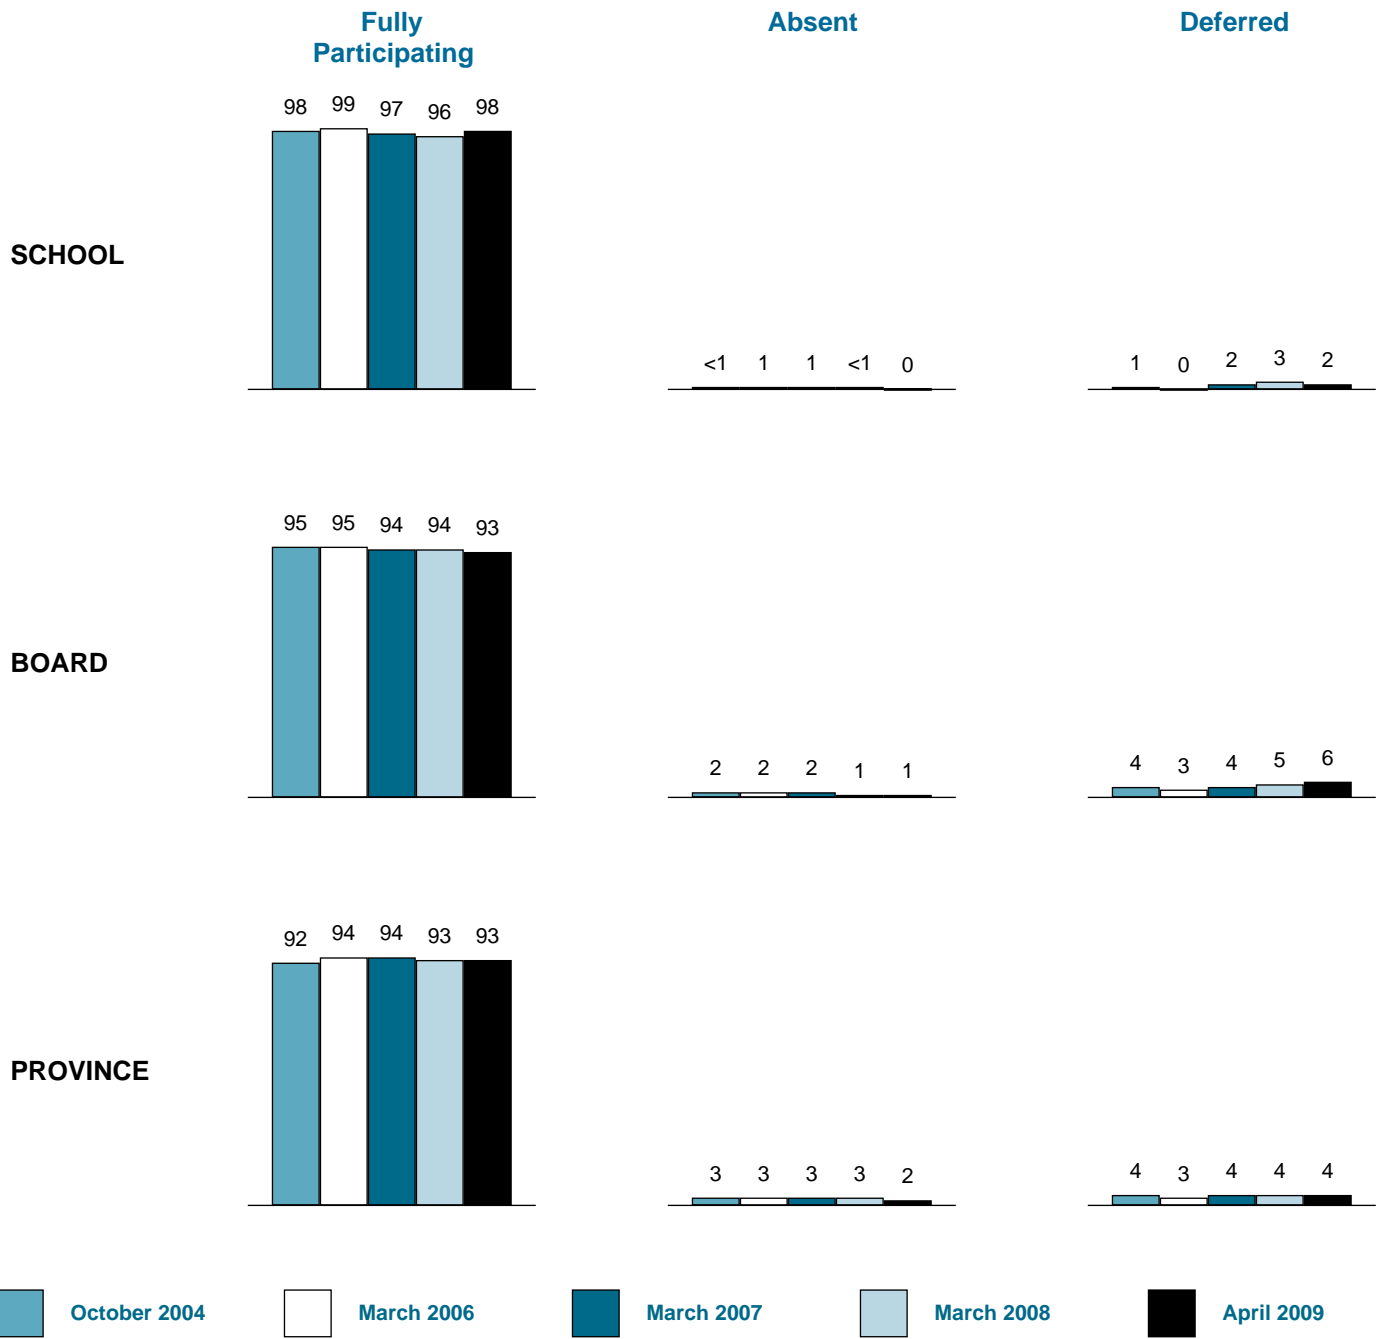 Fully
Participating
Absent
Deferred
98 99 97 96 98
SCHOOL
<1 1 1 <1 0
1 0 2 3 2
95 95 94 94 93
BOARD
2 2 2 1 1
4 3 4 5 6
92 94 94 93 93
PROVINCE
3 3 3 3 2
4 3 4 4 4
October 2004
March 2006
March 2007
March 2008
April 2009